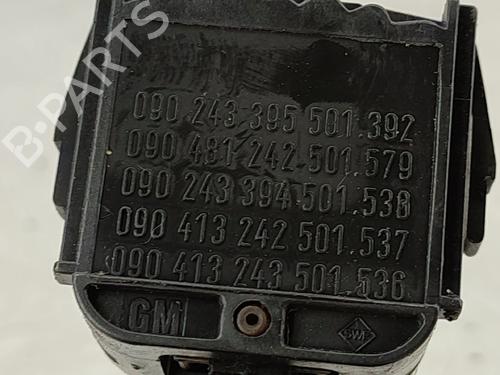 B-PARTS
090 243 395 501.392
090 481 242 501.579
090 243 394 501.538
090 413 242 501.537
090 413 243 501.536
GM
SWF